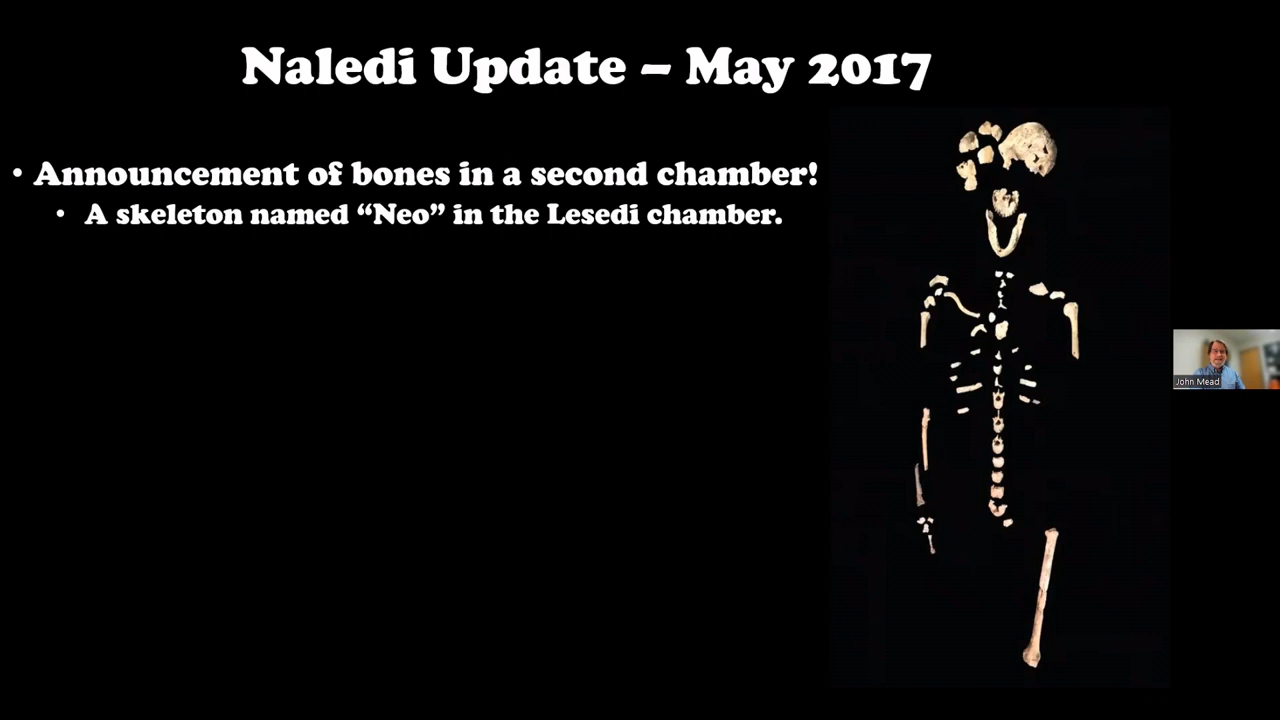 Naledi Update – May 2017
• Announcement of bones in a second chamber!
• A skeleton named “Neo” in the Lesedi chamber.
John Mead